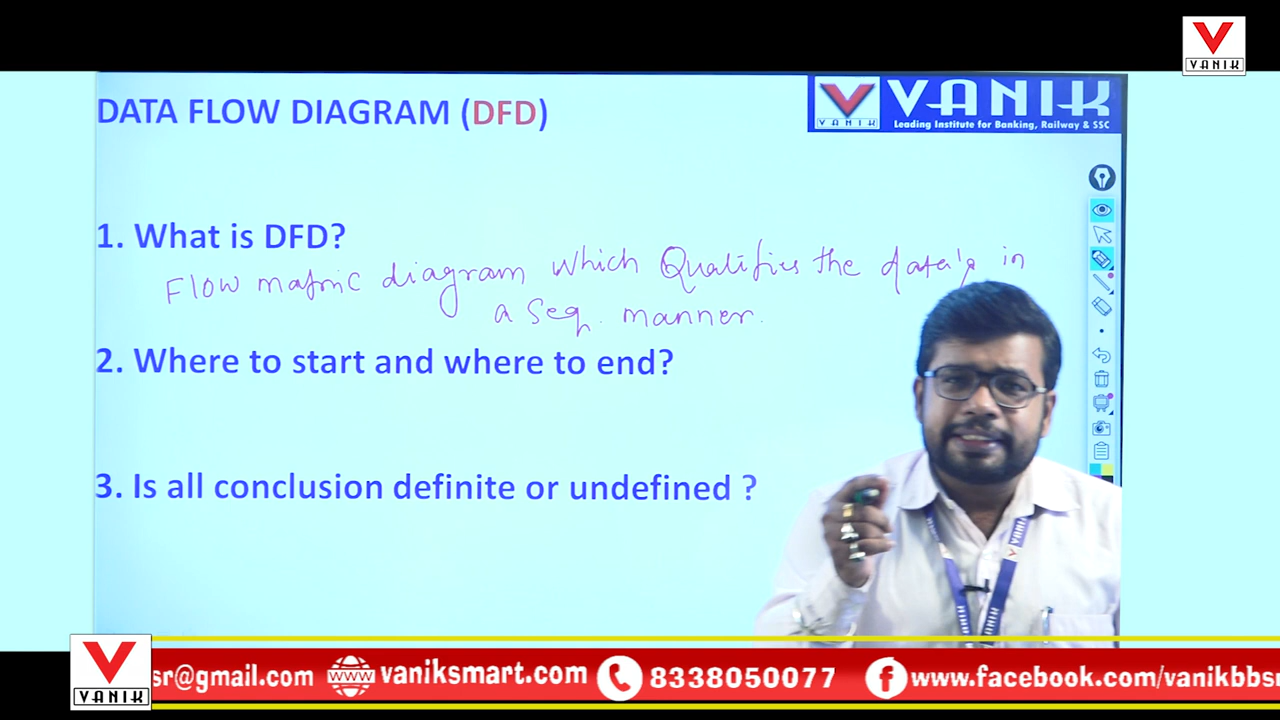 VANIK
DATA FLOW DIAGRAM (DFD)
VANIK
VANIK
Leading Institute for Banking, Railway & SSC
1. What is DFD?
Flow matric diagram which Qualifies the data's in
a seq. manner.
2. Where to start and where to end?
3. Is all conclusion definite or undefined ?
VANIK
sr@gmail.com
www
vaniksmart.com
8338050077
f
www.facebook.com/vanikbbsr